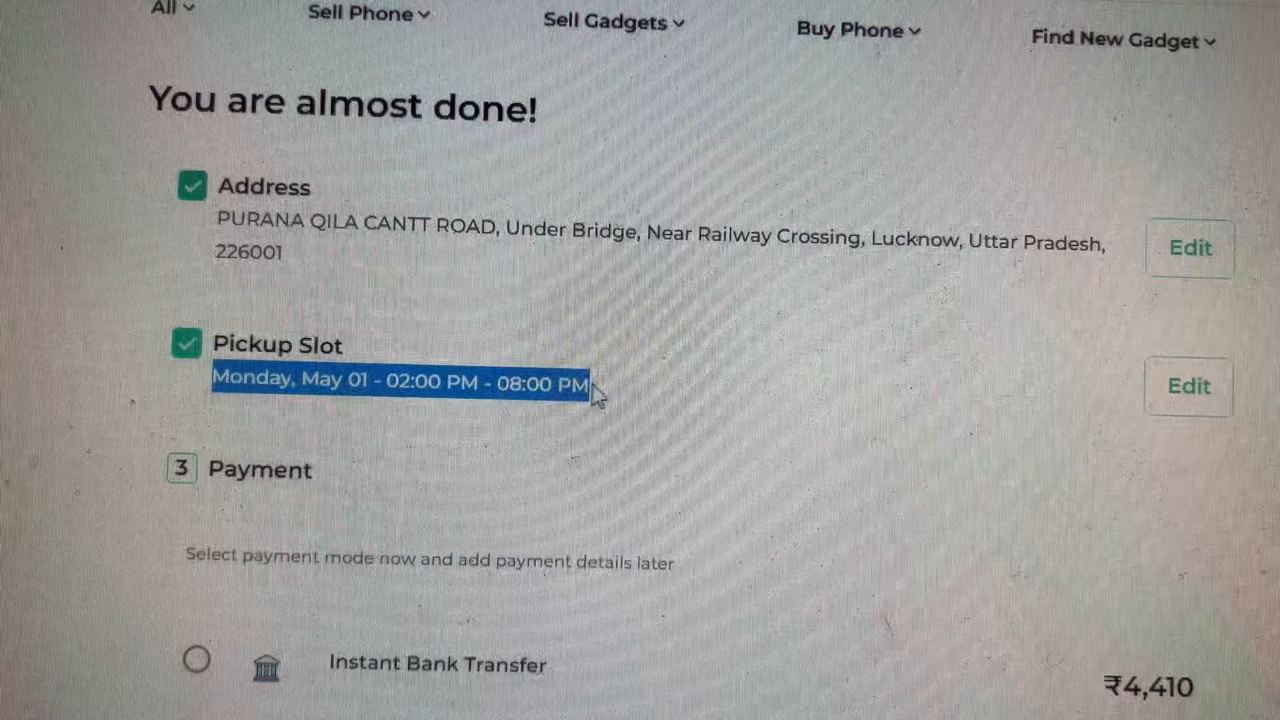 All
Sell Phone
Sell Gadgets
Buy Phone
Find New Gadget
You are almost done!
Address
PURANA QILA CANTT ROAD, Under Bridge, Near Railway Crossing, Lucknow, Uttar Pradesh,
226001
Edit
Pickup Slot
Monday, May 01 - 02:00 PM - 08:00 PM
Edit
3 Payment
Select payment mode now and add payment details later
Instant Bank Transfer
₹4,410